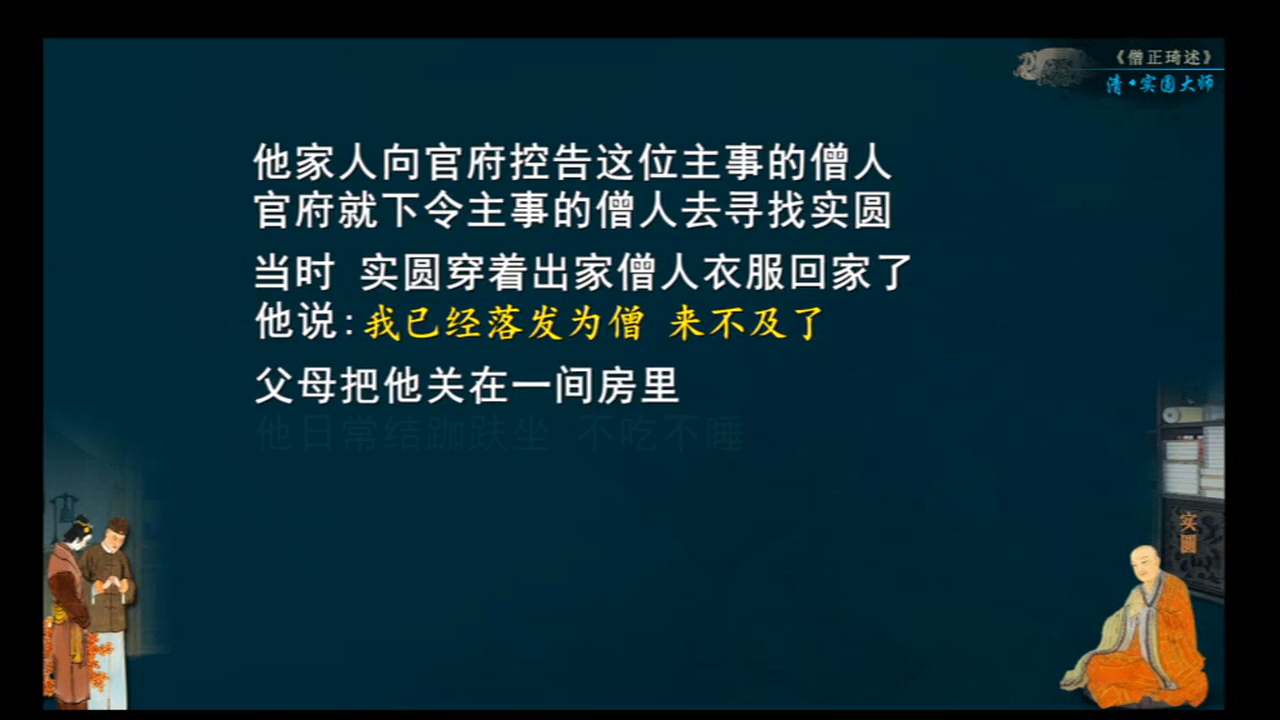 《僧正琦述》
清·实圆大师
他家人向官府控告这位主事的僧人
官府就下令主事的僧人去寻找实圆
当时 实圆穿着出家僧人衣服回家了
他说:我已经落发为僧 来不及了
父母把他关在一间房里
他日常结跏趺坐 不吃不睡
实圆